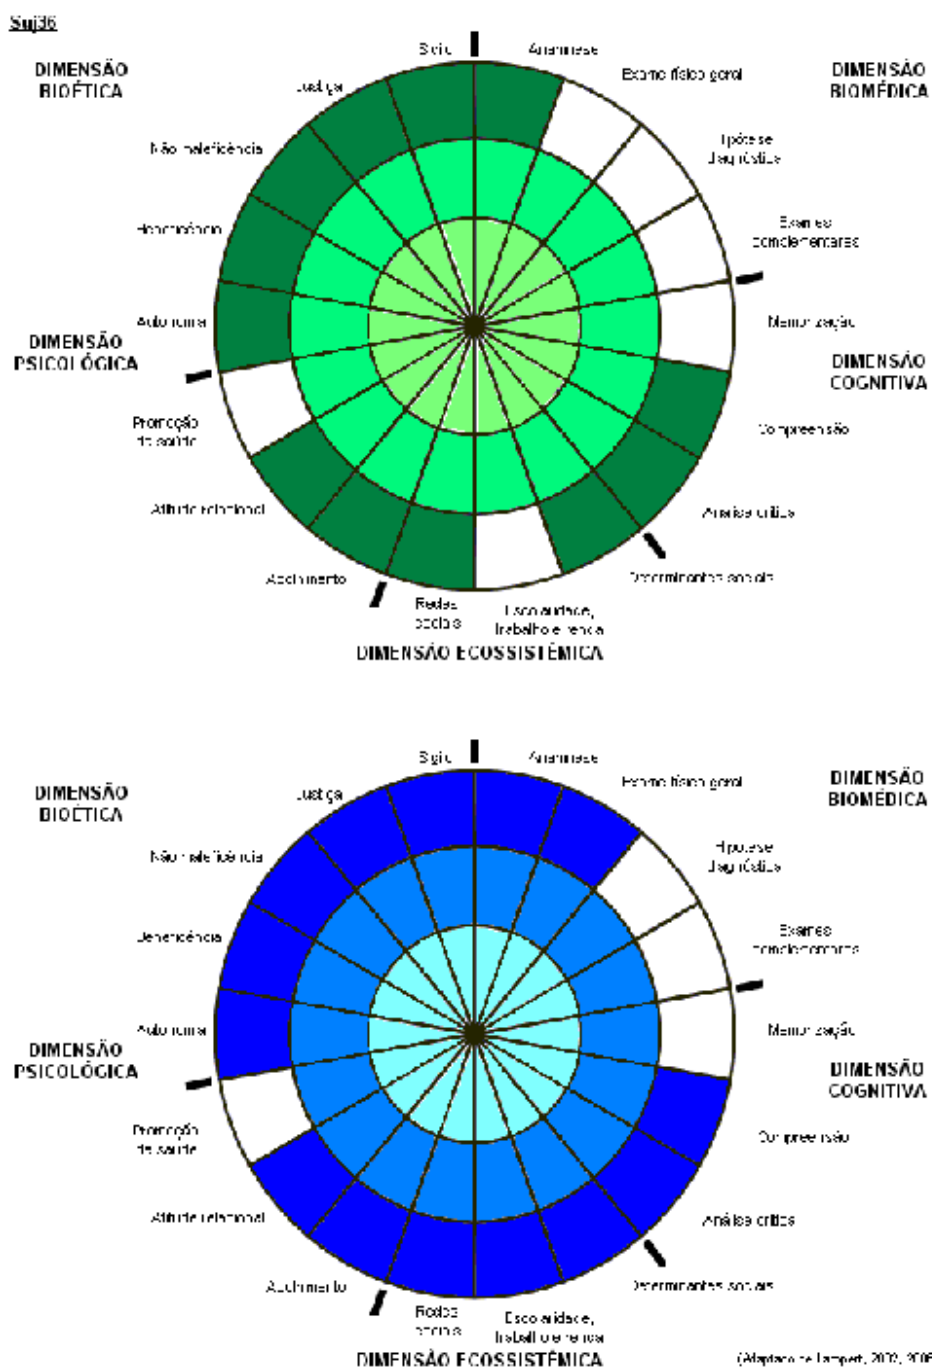 Suj36
Sigilo
Anamnese
DIMENSÃO
BIOÉTICA
Exame físico geral
DIMENSÃO
BIOMÉDICA
Justiça
Hipótese
diagnóstica
Não maleficência
Beneficência
Exames
complementares
Autonomia
Memorização
DIMENSÃO
PSICOLÓGICA
DIMENSÃO
COGNITIVA
Promoção
da saúde
Compreensão
Atitude relacional
Análise crítica
Acolhimento
Determinantes sociais
Redes
sociais
Escolaridade,
trabalho e renda
DIMENSÃO ECOSSISTÊMICA
Sigilo
Anamnese
DIMENSÃO
BIOÉTICA
Exame físico geral
DIMENSÃO
BIOMÉDICA
Justiça
Hipótese
diagnóstica
Não maleficência
Beneficência
Exames
complementares
Autonomia
Memorização
DIMENSÃO
PSICOLÓGICA
DIMENSÃO
COGNITIVA
Promoção
da saúde
Compreensão
Atitude relacional
Análise crítica
Acolhimento
Determinantes sociais
Redes
sociais
Escolaridade,
trabalho e renda
DIMENSÃO ECOSSISTÊMICA
(Adaptado de Lampert, 2002,